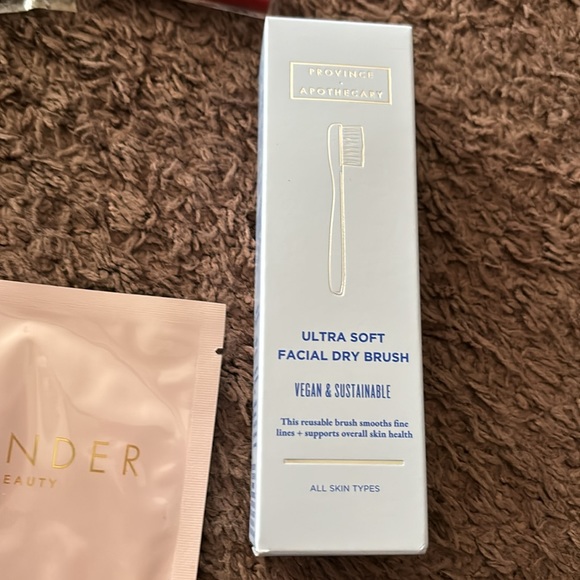 PROVINCE
+
APOTHECARY
ULTRA SOFT
FACIAL DRY BRUSH
VEGAN & SUSTAINABLE
This reusable brush smooths fine
lines + supports overall skin health
ALL SKIN TYPES
NDER
EAUTY